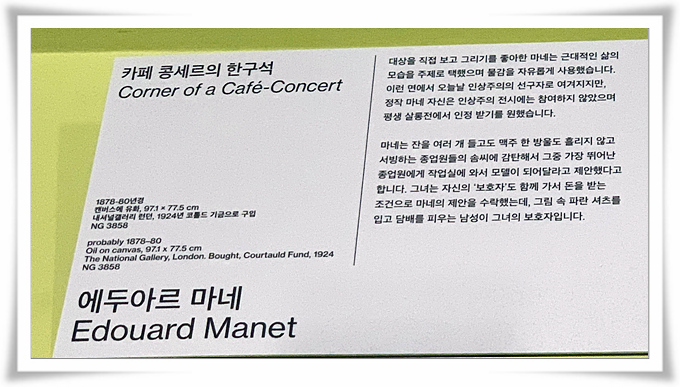 카페 콩세르의 한구석
Corner of a Café-Concert
1878-80년경
캔버스에 유화, 97.1 × 77.5 cm
내셔널갤러리 런던, 1924년 코톨드 기금으로 구입
NG 3858
probably 1878–80
Oil on canvas, 97.1 x 77.5 cm
The National Gallery, London. Bought, Courtauld Fund, 1924
NG 3858
에두아르 마네
Edouard Manet
대상을 직접 보고 그리기를 좋아한 마네는 근대적인 삶의
모습을 주제로 택했으며 물감을 자유롭게 사용했습니다.
이런 면에서 오늘날 인상주의의 선구자로 여겨지지만,
정작 마네 자신은 인상주의 전시에는 참여하지 않았으며
평생 살롱전에서 인정 받기를 원했습니다.
마네는 잔을 여러 개 들고도 맥주 한 방울도 흘리지 않고
서빙하는 종업원들의 솜씨에 감탄해서 그중 가장 뛰어난
종업원에게 작업실에 와서 모델이 되어달라고 제안했다고
합니다. 그녀는 자신의 ‘보호자’도 함께 가서 돈을 받는
조건으로 마네의 제안을 수락했는데, 그림 속 파란 셔츠를
입고 담배를 피우는 남성이 그녀의 보호자입니다.